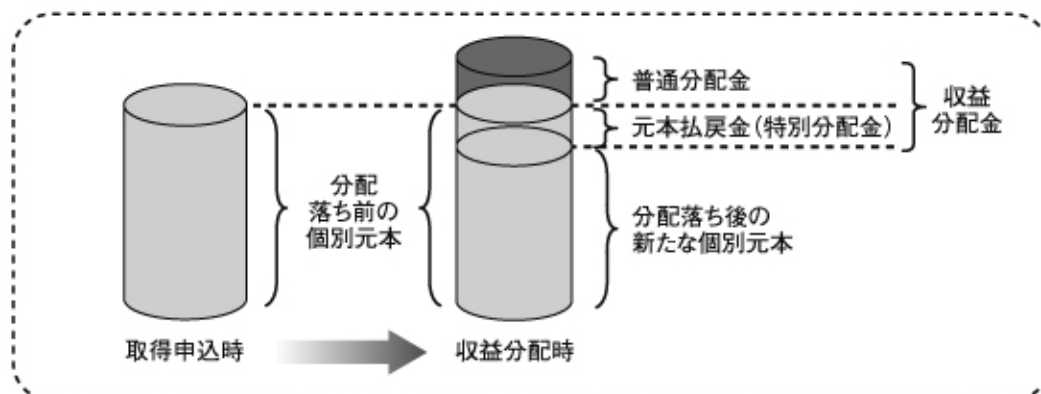 普通分配金
元本払戻金(特別分配金)
収益
分配金
分配
落ち前の
個別元本
分配落ち後の
新たな個別元本
取得申込時
収益分配時